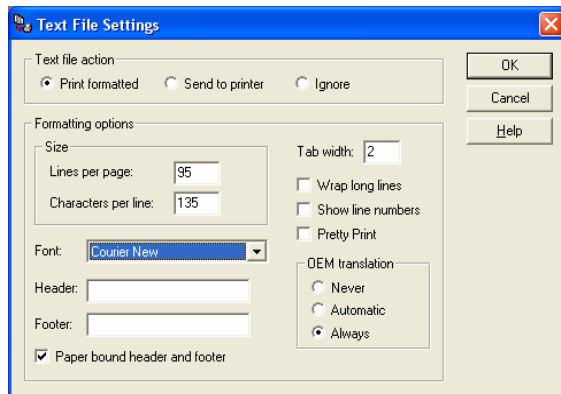 Text File Settings
Text file action
Print formatted Send to printer Ignore
OK
Cancel
Help
Formatting options
Size
Lines per page: 95
Characters per line: 135
Tab width: 2
Wrap long lines
Show line numbers
Pretty Print
Font: Courier New
Header:
Footer:
Paper bound header and footer
OEM translation
Never
Automatic
Always